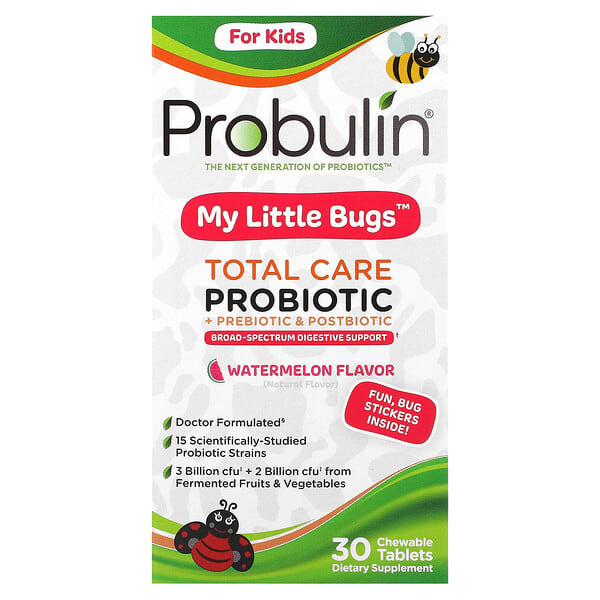 For Kids
Probulin®
THE NEXT GENERATION OF PROBIOTICS™
My Little Bugs™
TOTAL CARE
PROBIOTIC
+ PREBIOTIC & POSTBIOTIC
BROAD-SPECTRUM DIGESTIVE SUPPORT†
WATERMELON FLAVOR
(Natural Flavor)
FUN, BUG
STICKERS
INSIDE!
Doctor Formulated§
15 Scientifically-Studied
Probiotic Strains
3 Billion cfu‡ + 2 Billion cfu‡ from
Fermented Fruits & Vegetables
30 Chewable
Tablets
Dietary Supplement